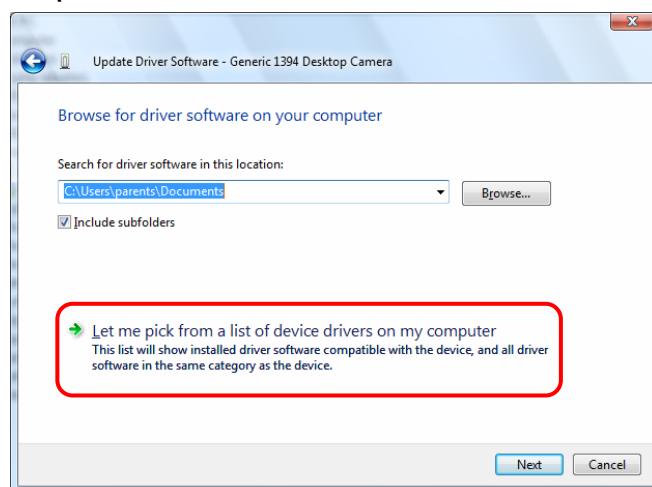 Update Driver Software - Generic 1394 Desktop Camera
Browse for driver software on your computer
Search for driver software in this location:
C:\Users\parents\Documents
Browse...
Include subfolders
Let me pick from a list of device drivers on my computer
This list will show installed driver software compatible with the device, and all driver
software in the same category as the device.
Next Cancel